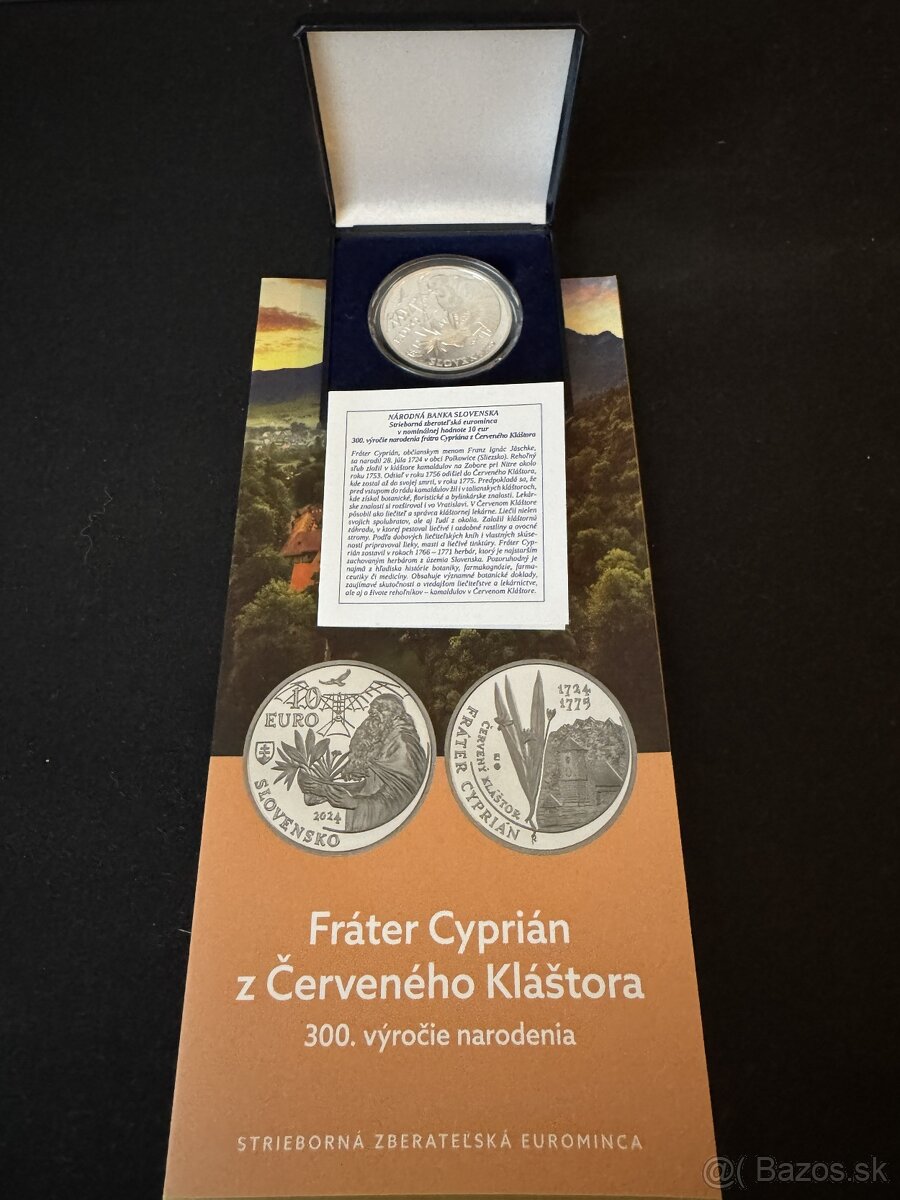 SLOVENSKO
NÁRODNÁ BANKA SLOVENSKA
Strieborná zberateľská eurominca
v nominálnej hodnote 10 eur
300. výročie narodenia frátra Cypriána z Červeného Kláštora
Fráter Cyprián, občianskym menom Franz Ignác Jäschke,
sa narodil 28. júla 1724 v obci Polkowice (Sliezsko). Rehoľný
sľub zložil v kláštore kamaldulov na Zobore pri Nitre okolo
roku 1753. Odtiaľ v roku 1756 odišiel do Červeného Kláštora,
kde zostal až do svojej smrti, v roku 1775. Predpokladá sa, že
pred vstupom do rádu kamaldulov žil i v talianskych kláštoroch,
kde získal botanické, floristické a bylinkárske znalosti. Lekár-
ske znalosti si rozširoval i vo Vratislavi. V Červenom Kláštore
pôsobil ako liečiteľ a správca kláštornej lekárne. Liečil nielen
svojich spolubratov, ale aj ľudí z okolia. Založil kláštornú
záhradu, v ktorej pestoval liečivé i ozdobné rastliny a ovocné
stromy. Podľa dobových liečiteľských kníh i vlastných skúse-
ností pripravoval lieky, masti a liečivé tinktúry. Fráter Cyp-
rián zostavil v rokoch 1766 – 1771 herbár, ktorý je najstarším
zachovaným herbárom z územia Slovenska. Pozoruhodný je
najmä z hľadiska histórie botaniky, farmakognózie, farma-
ceutiky či medicíny. Obsahuje významné botanické doklady,
zaujímavé skutočnosti o vtedajšom liečiteľstve a lekárnictve,
ale aj o živote rehoľníkov – kamaldulov v Červenom Kláštore.
10
EURO
2024
SLOVENSKO
1724
1775
ČERVENÝ KLÁŠTOR
FRÁTER CYPRIÁN
Fráter Cyprián
z Červeného Kláštora
300. výročie narodenia
STRIEBORNÁ ZBERATEĽSKÁ EUROMINCA
@( Bazos.sk